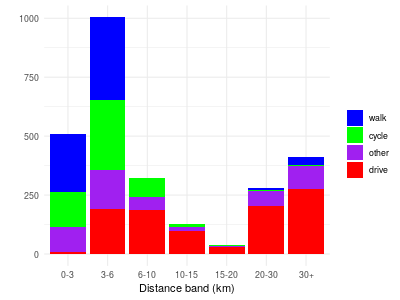 1000
750
500
250
0
0-3 3-6 6-10 10-15 15-20 20-30 30+
Distance band (km)
walk
cycle
other
drive